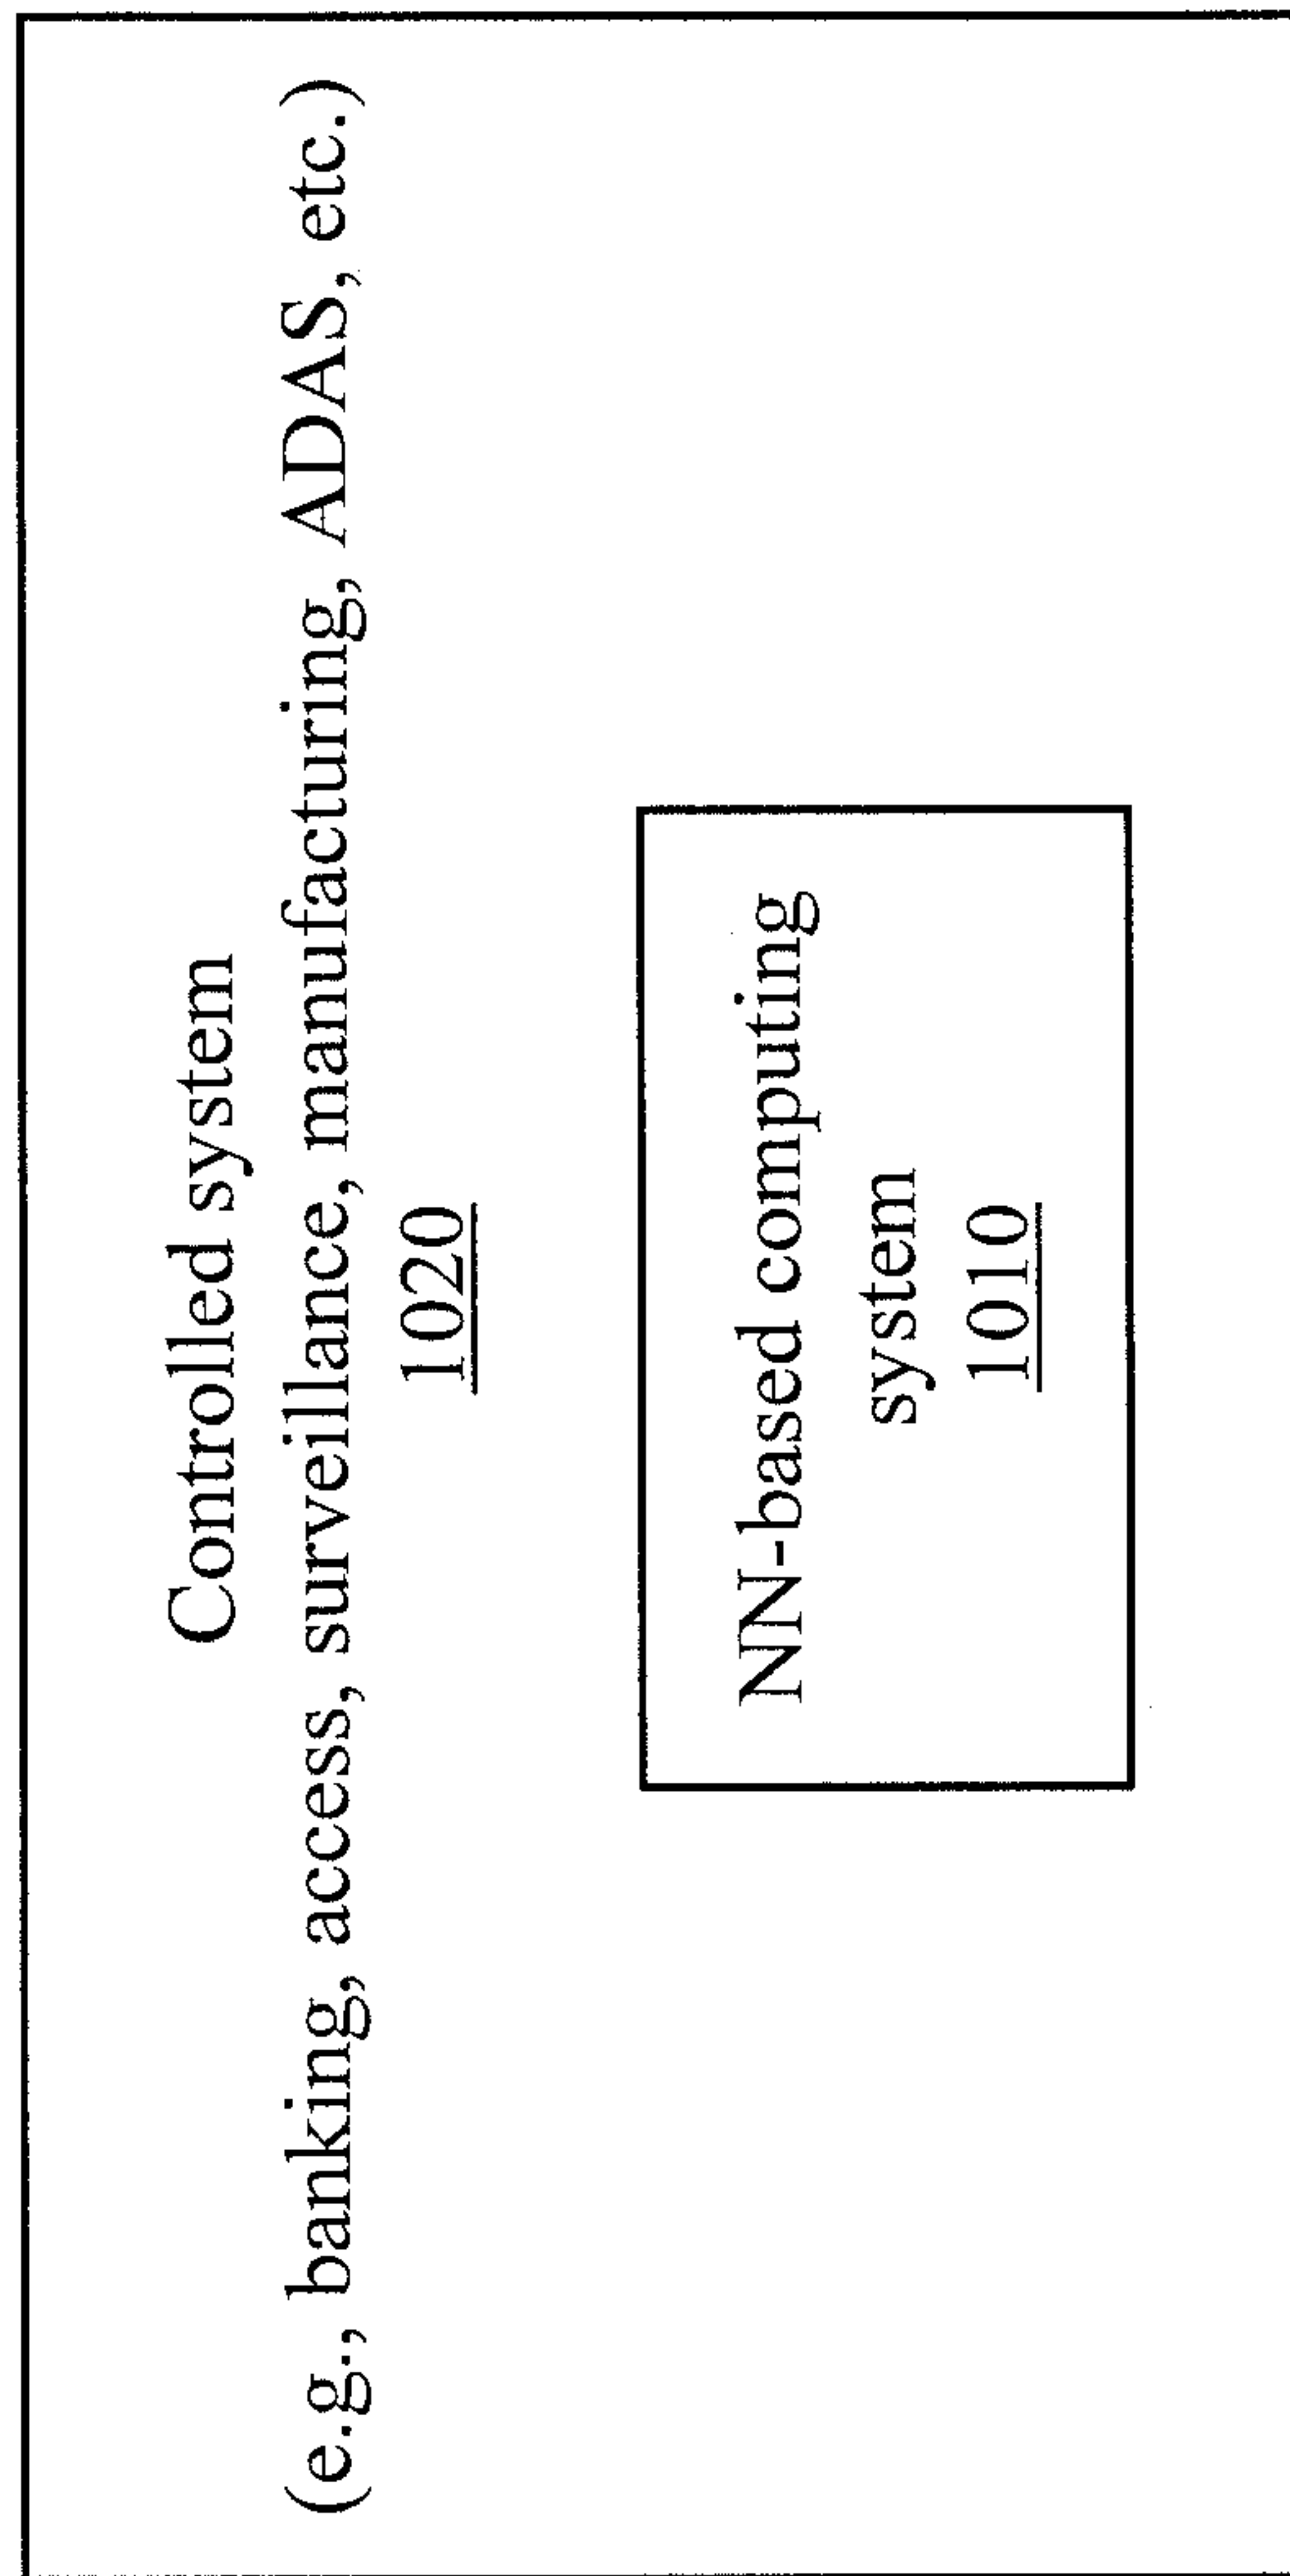 Controlled system
(e.g., banking, access, surveillance, manufacturing, ADAS, etc.)
1020
NN-based computing
system
1010